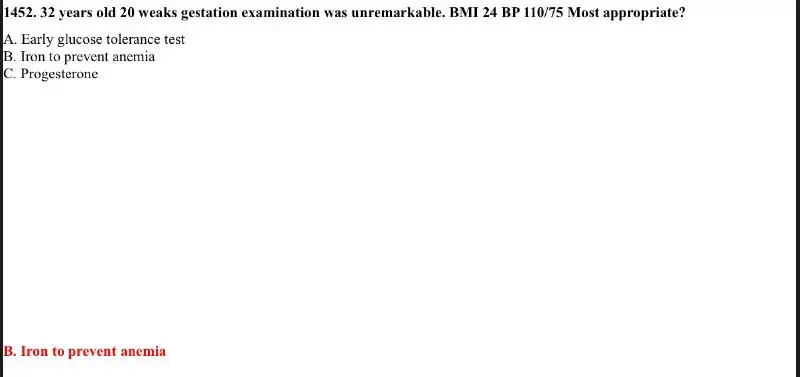 1452. 32 years old 20 weaks gestation examination was unremarkable. BMI 24 BP 110/75 Most appropriate?
A. Early glucose tolerance test
B. Iron to prevent anemia
C. Progesterone
B. Iron to prevent anemia